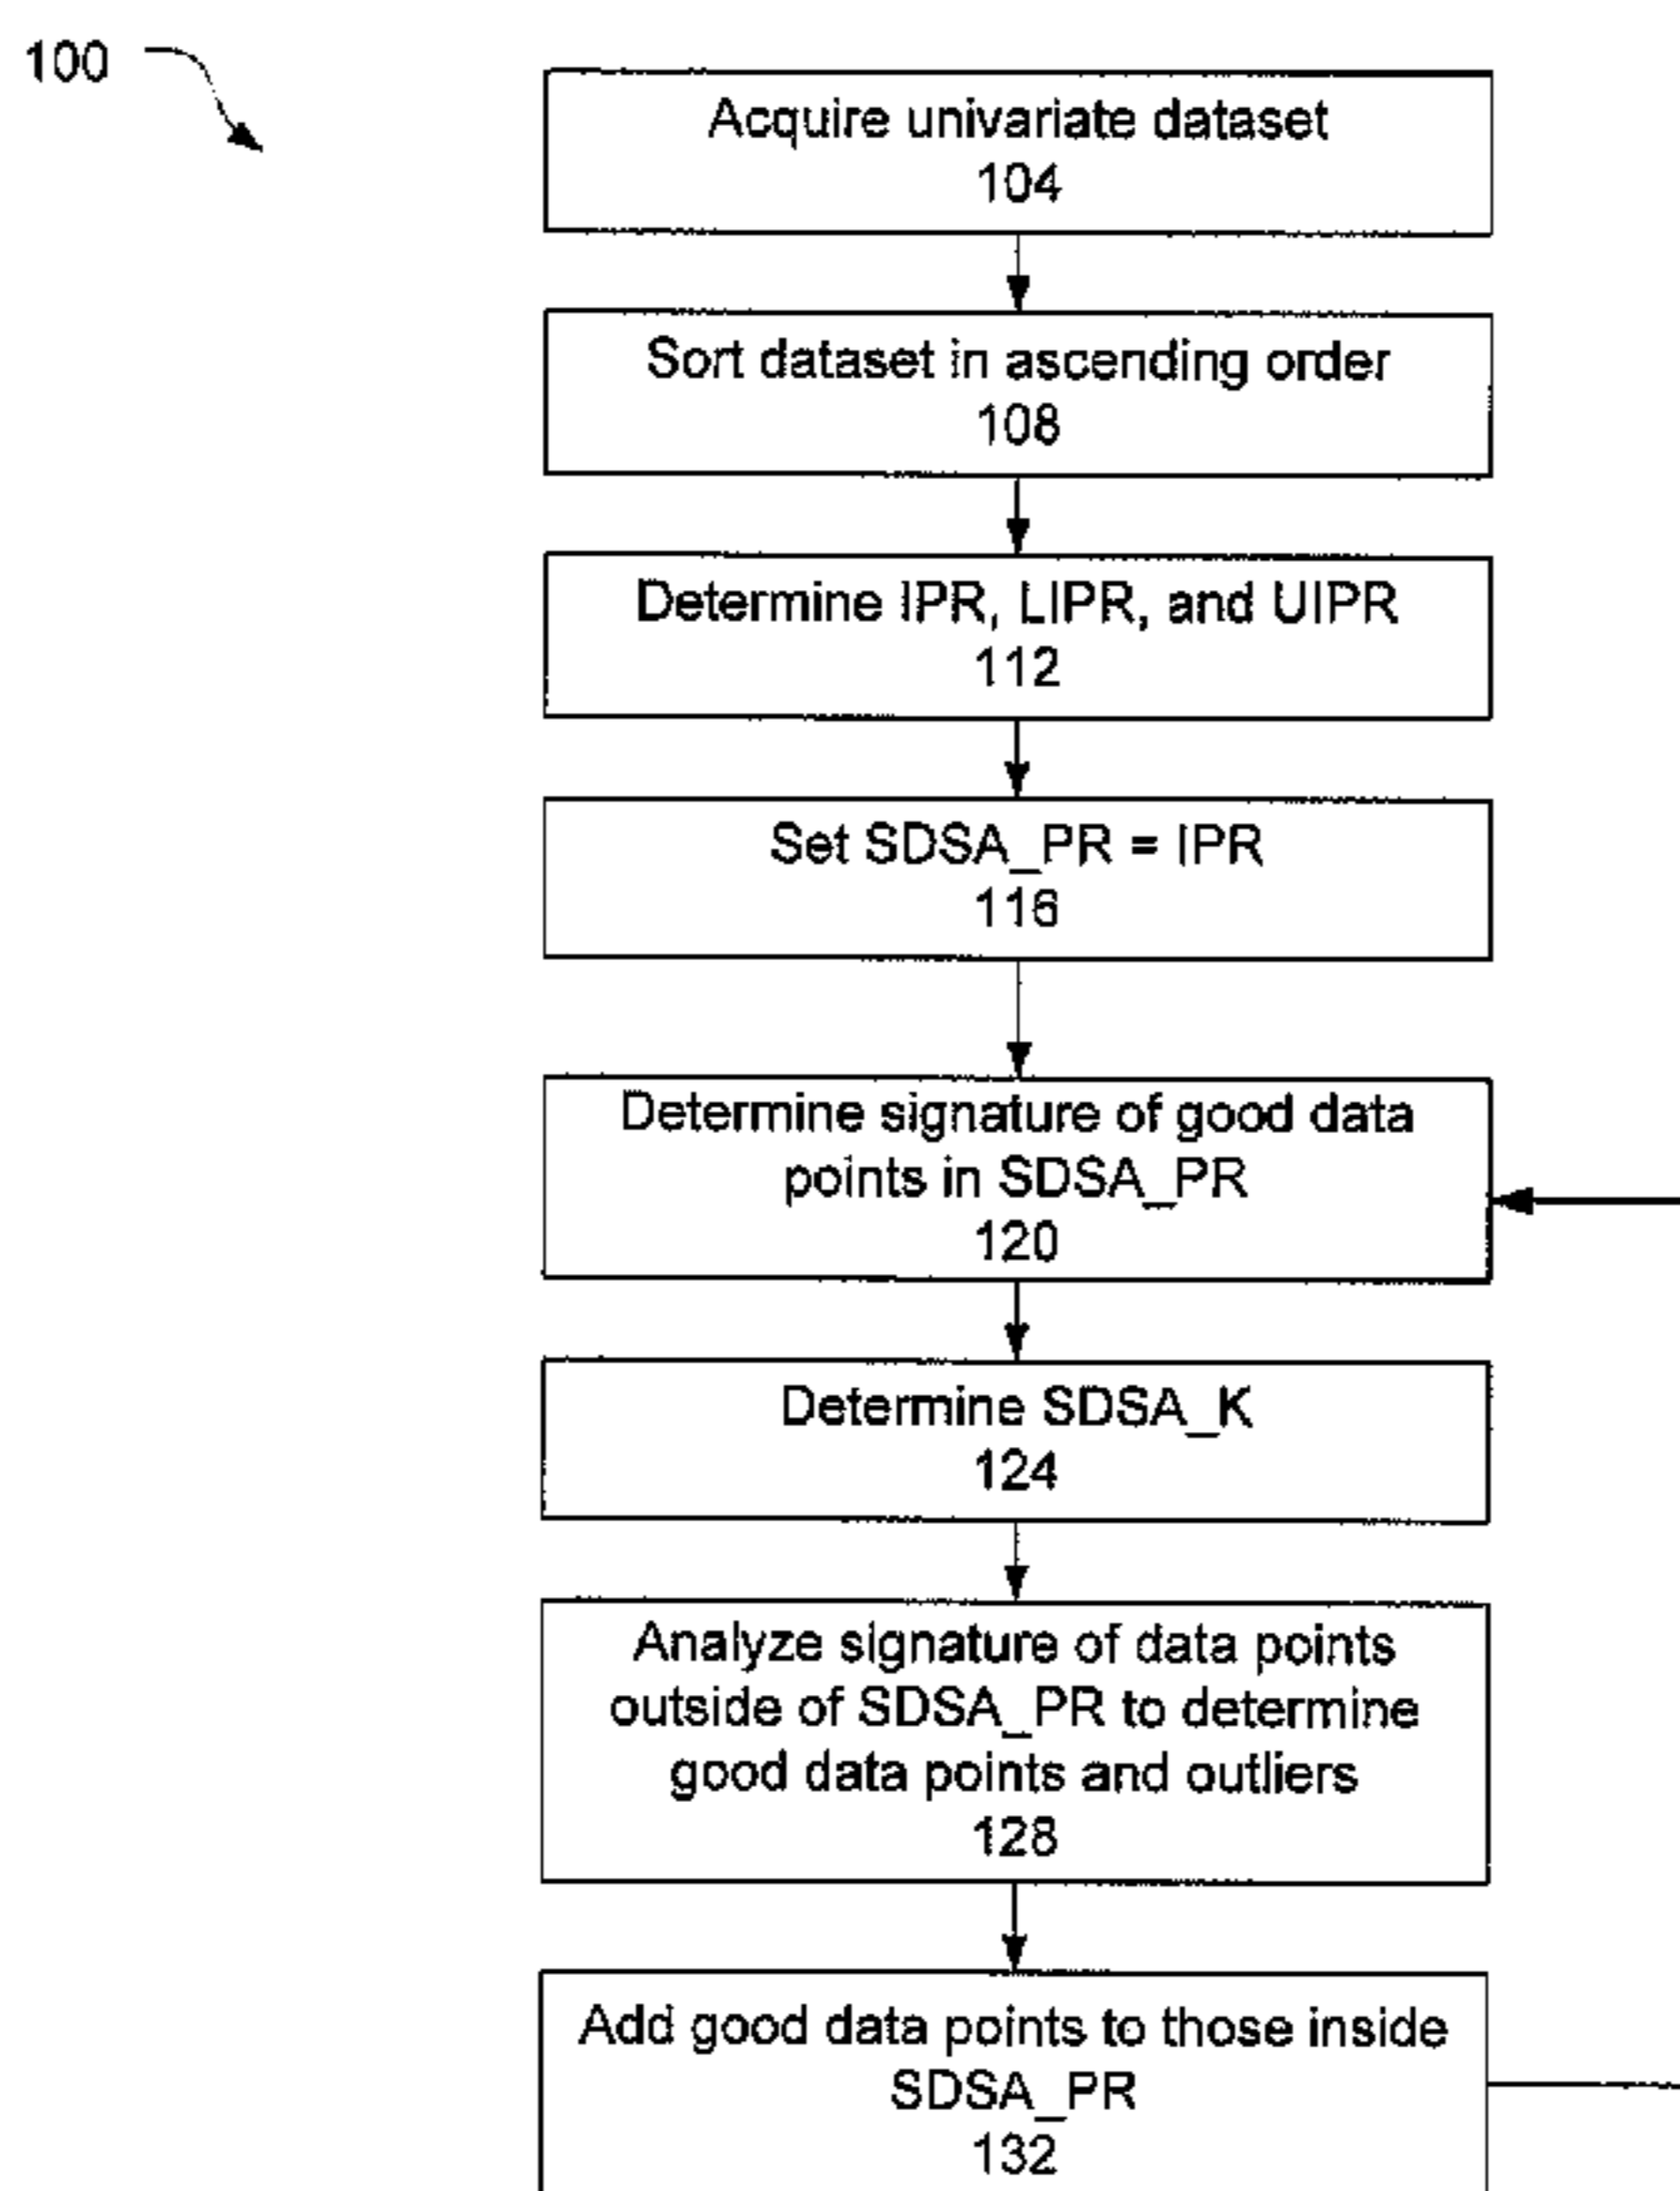 100
Acquire univariate dataset
104
Sort dataset in ascending order
108
Determine IPR, LIPR, and UIPR
112
Set SDSA_PR = IPR
116
Determine signature of good data
points in SDSA_PR
120
Determine SDSA_K
124
Analyze signature of data points
outside of SDSA_PR to determine
good data points and outliers
128
Add good data points to those inside
SDSA_PR
132